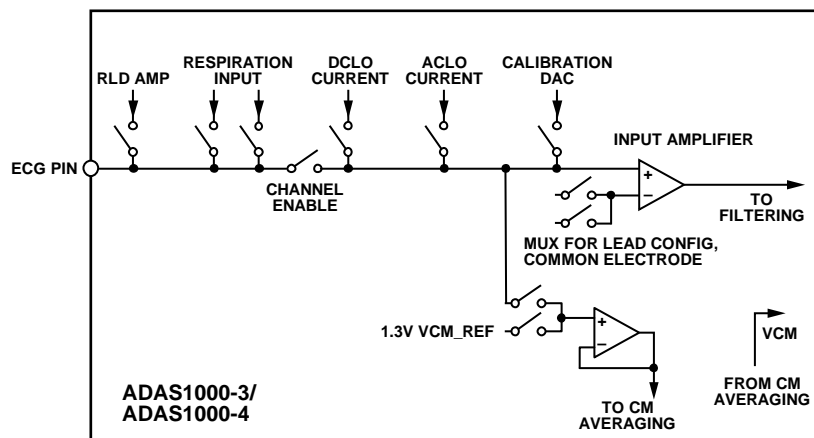 RLD AMP
RESPIRATION
INPUT
DCLO
CURRENT
ACLO
CURRENT
CALIBRATION
DAC
INPUT AMPLIFIER
ECG PIN
CHANNEL
ENABLE
+
–
TO
FILTERING
MUX FOR LEAD CONFIG,
COMMON ELECTRODE
1.3V VCM_REF
+
–
VCM
FROM CM
AVERAGING
TO CM
AVERAGING
ADAS1000-3/
ADAS1000-4